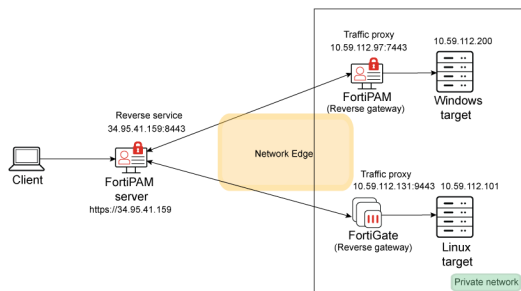 Traffic proxy
10.59.112.97:7443
10.59.112.200
FortiPAM
(Reverse gateway)
Windows
target
Reverse service
34.95.41.159:8443
Network Edge
Client
FortiPAM
server
https://34.95.41.159
Traffic proxy
10.59.112.131:9443
10.59.112.101
FortiGate
(Reverse gateway)
Linux
target
Private network